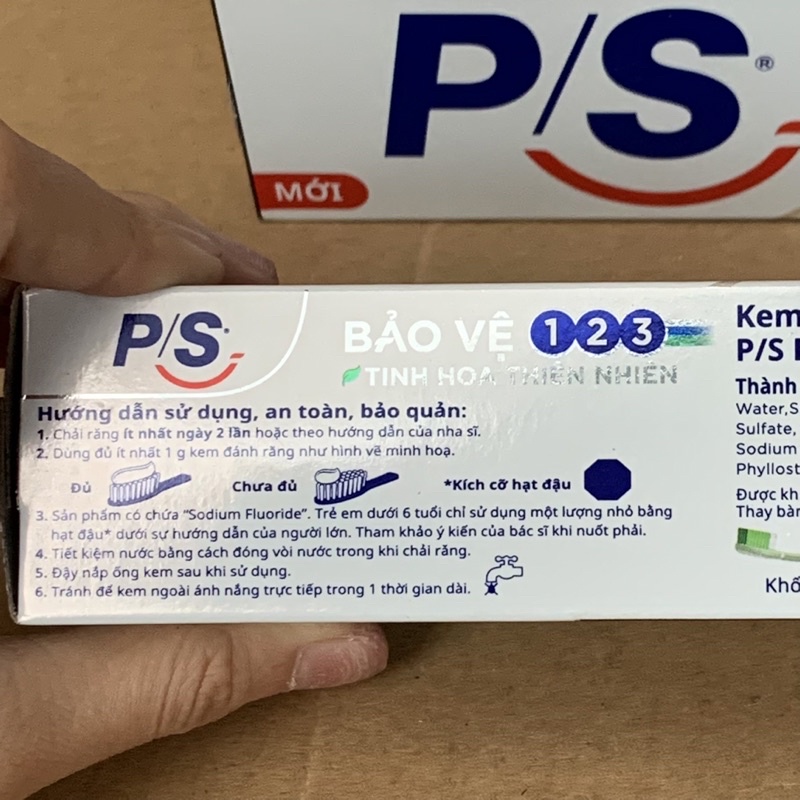 P/S®
MỚI
P/S
BẢO VỆ 123
TINH HOA THIÊN NHIÊN
Hướng dẫn sử dụng, an toàn, bảo quản:
1. Chải răng ít nhất ngày 2 lần hoặc theo hướng dẫn của nha sĩ.
2. Dùng đủ ít nhất 1 g kem đánh răng như hình vẽ minh hoạ.
Đủ Chưa đủ *Kích cỡ hạt đậu
3. Sản phẩm có chứa "Sodium Fluoride". Trẻ em dưới 6 tuổi chỉ sử dụng một lượng nhỏ bằng
hạt đậu* dưới sự hướng dẫn của người lớn. Tham khảo ý kiến của bác sĩ khi nuốt phải.
4. Tiết kiệm nước bằng cách đóng vòi nước trong khi chải răng.
5. Đậy nắp ống kem sau khi sử dụng.
6. Tránh để kem ngoài ánh nắng trực tiếp trong 1 thời gian dài.
Kem
P/S
Thành
Water,S
Sulfate,
Sodium
Phyllost
Được kh
Thay bàn
Khố